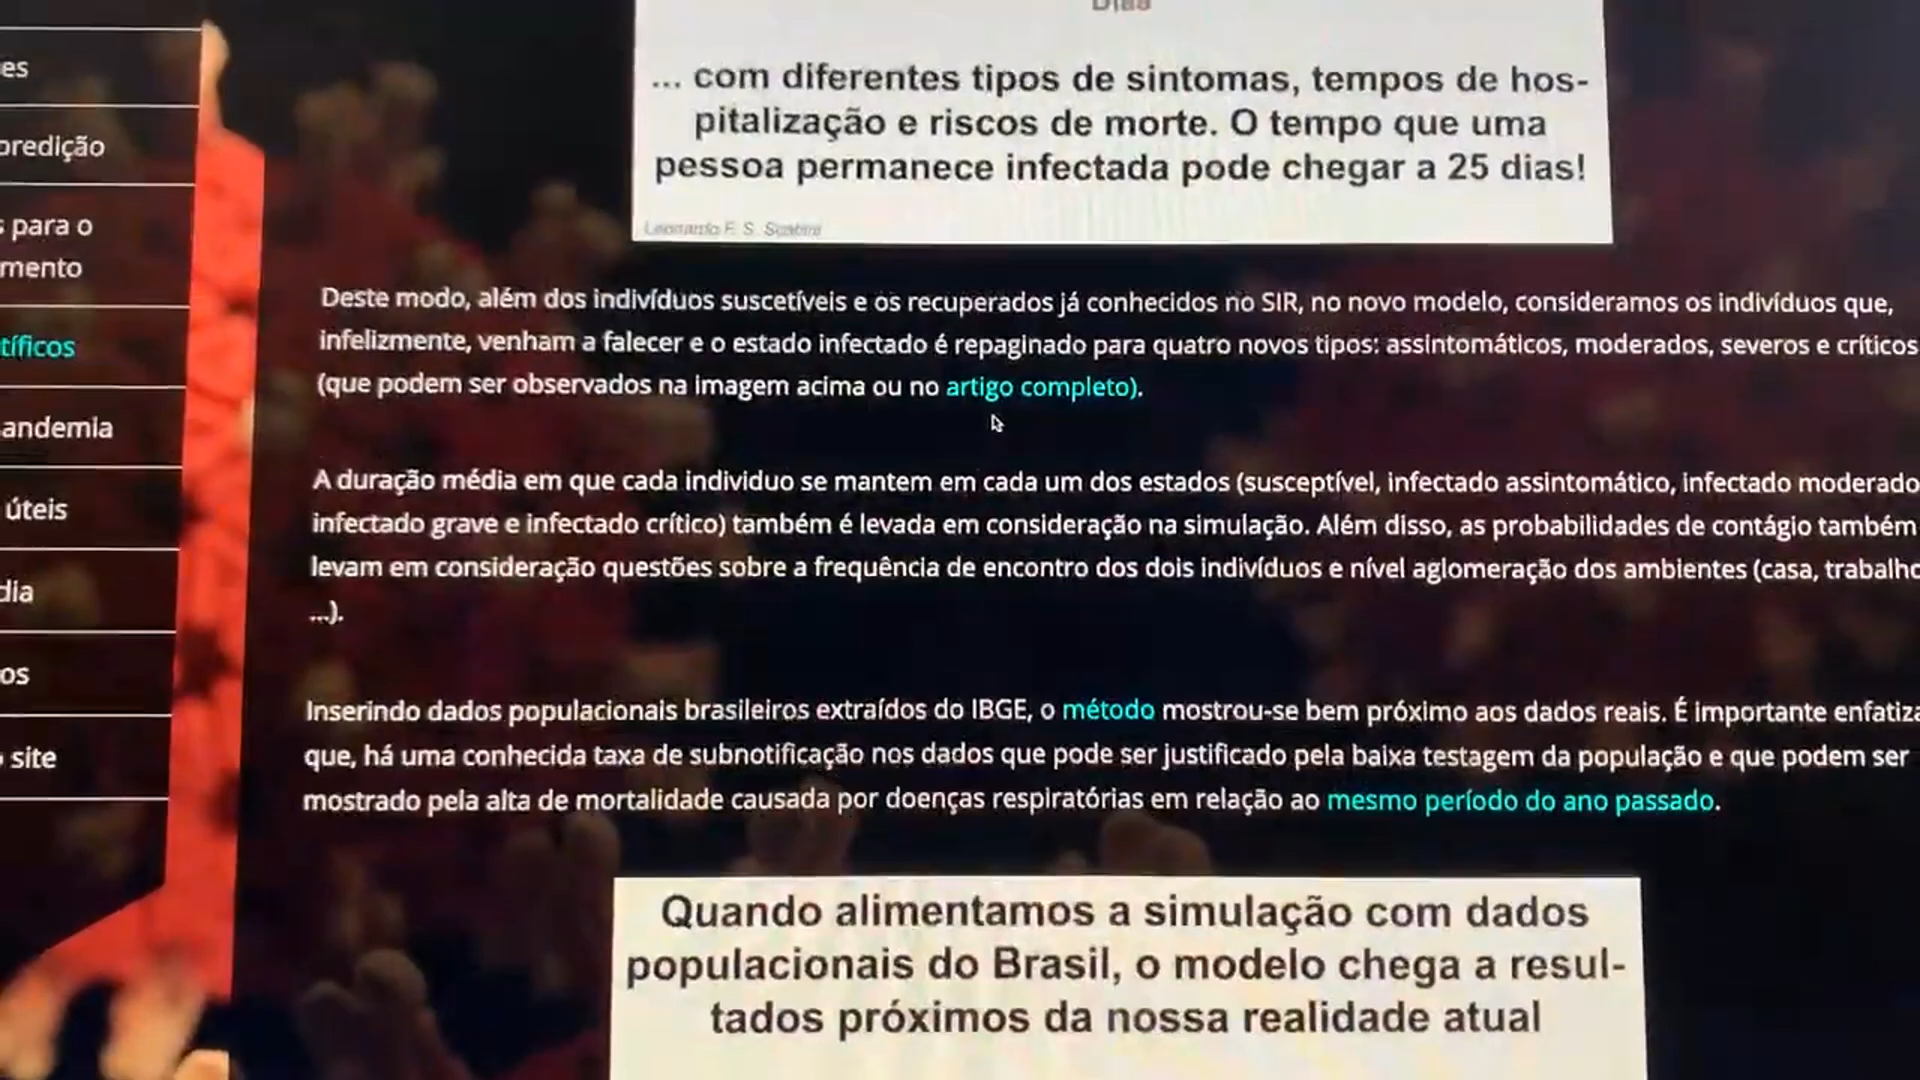 es
predição
para o
mento
tíficos
andemia
úteis
dia
os
site
... com diferentes tipos de sintomas, tempos de hos-
pitalização e riscos de morte. O tempo que uma
pessoa permanece infectada pode chegar a 25 dias!
Leonardo F. S. Scabini
Deste modo, além dos indivíduos suscetíveis e os recuperados já conhecidos no SIR, no novo modelo, consideramos os indivíduos que,
infelizmente, venham a falecer e o estado infectado é repaginado para quatro novos tipos: assintomáticos, moderados, severos e críticos
(que podem ser observados na imagem acima ou no artigo completo).
A duração média em que cada individuo se mantem em cada um dos estados (susceptível, infectado assintomático, infectado moderado
infectado grave e infectado crítico) também é levada em consideração na simulação. Além disso, as probabilidades de contágio também
levam em consideração questões sobre a frequência de encontro dos dois indivíduos e nível aglomeração dos ambientes (casa, trabalho
...).
Inserindo dados populacionais brasileiros extraídos do IBGE, o método mostrou-se bem próximo aos dados reais. É importante enfatiza
que, há uma conhecida taxa de subnotificação nos dados que pode ser justificado pela baixa testagem da população e que podem ser
mostrado pela alta de mortalidade causada por doenças respiratórias em relação ao mesmo período do ano passado.
Quando alimentamos a simulação com dados
populacionais do Brasil, o modelo chega a resul-
tados próximos da nossa realidade atual